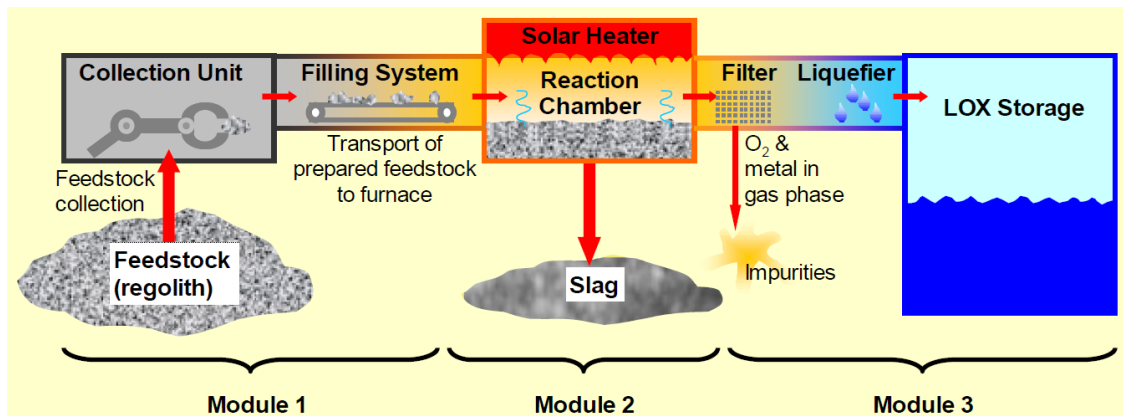 Solar Heater
Collection Unit
Filling System
Reaction
Chamber
Filter
Liquefier
LOX Storage
Feedstock
collection
Transport of
prepared feedstock
to furnace
O₂ &
metal in
gas phase
Feedstock
(regolith)
Slag
Impurities
Module 1
Module 2
Module 3